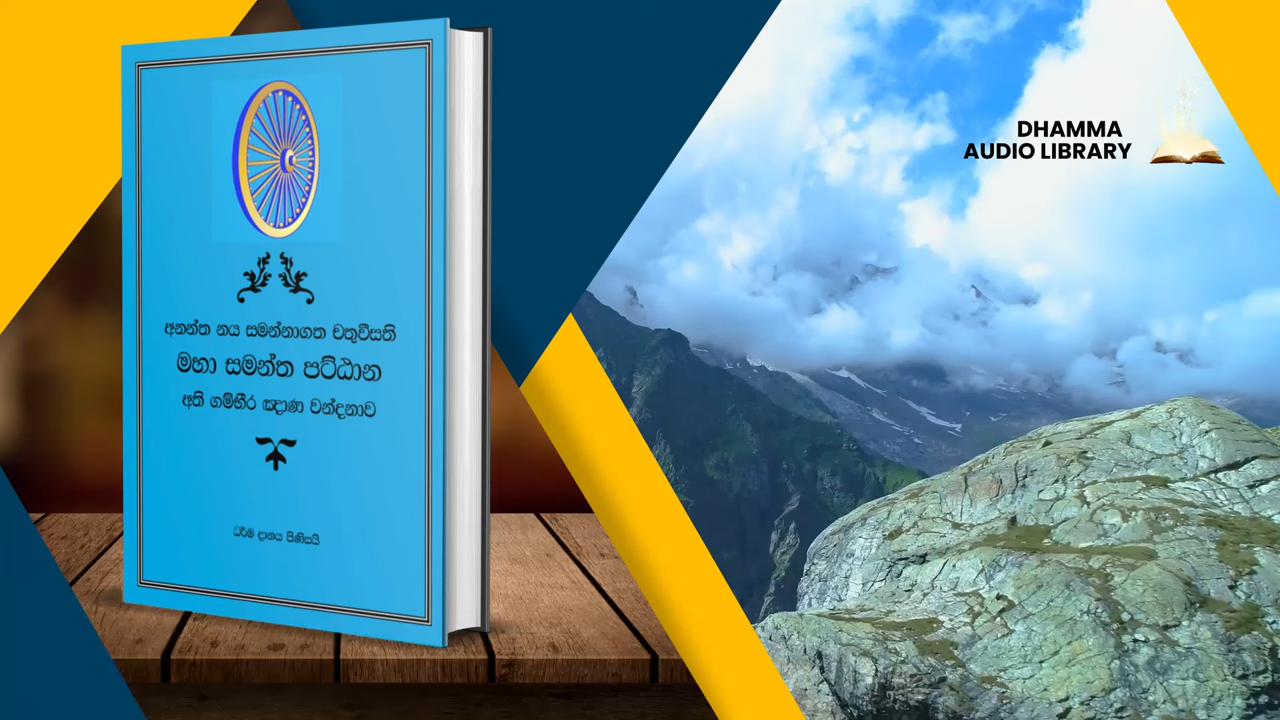 අනන්ත නය සමන්නාගත චතුවීසති
මහා සමන්ත පට්ඨාන
අති ගම්භීර ඤාණ වන්දනාව
ධර්ම දානය පිණිසයි
DHAMMA
AUDIO LIBRARY